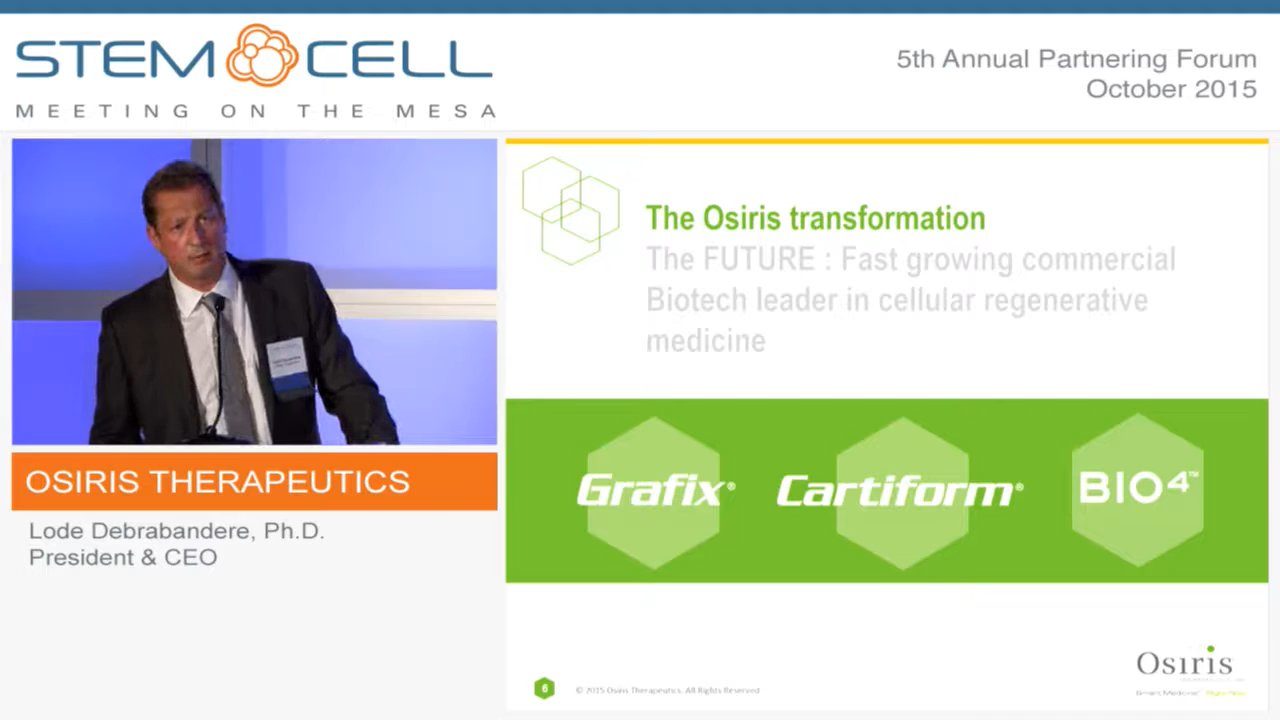 STEM CELL
MEETING ON THE MESA
5th Annual Partnering Forum
October 2015
The Osiris transformation
The FUTURE : Fast growing commercial
Biotech leader in cellular regenerative
medicine
Grafix®
Cartiform®
BIO4™
OSIRIS THERAPEUTICS
Lode Debrabandere, Ph.D.
President & CEO
6
© 2015 Osiris Therapeutics. All Rights Reserved
Osiris